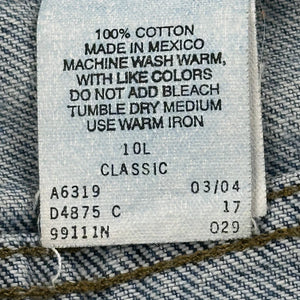 100% COTTON
MADE IN MEXICO
MACHINE WASH WARM,
WITH LIKE COLORS
DO NOT ADD BLEACH
TUMBLE DRY MEDIUM
USE WARM IRON
10L
CLASSIC
A6319 03/04
D4875 C 17
99111N 029